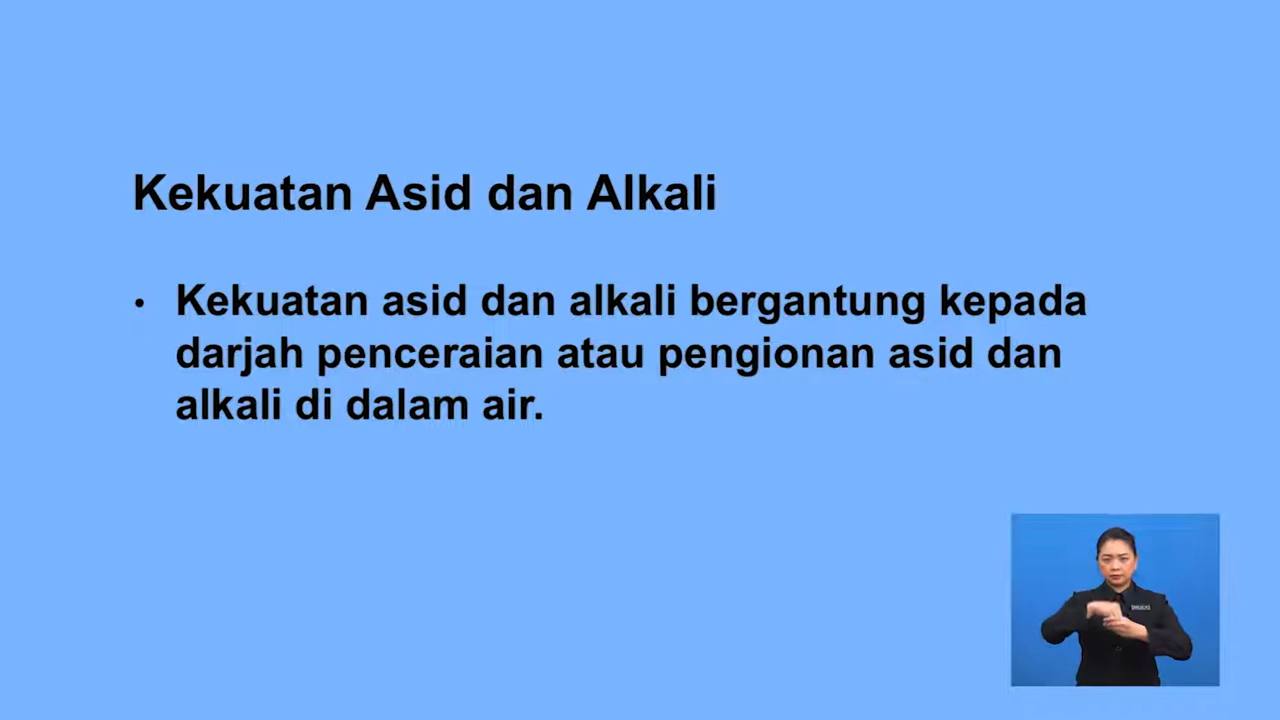 Kekuatan Asid dan Alkali
• Kekuatan asid dan alkali bergantung kepada
darjah penceraian atau pengionan asid dan
alkali di dalam air.